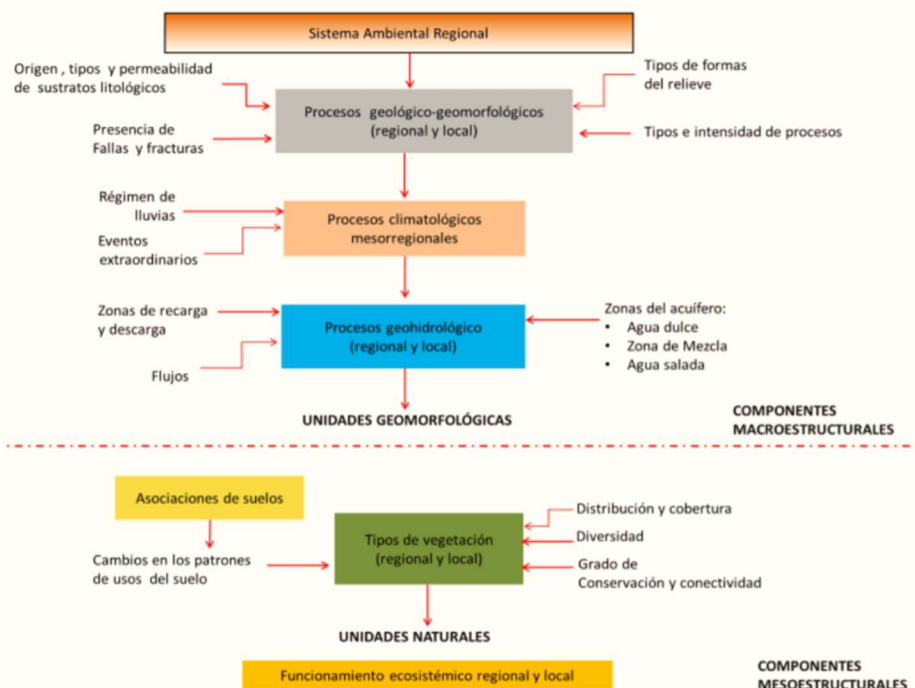 Sistema Ambiental Regional
Origen , tipos y permeabilidad
de sustratos litológicos
Tipos de formas
del relieve
Procesos geológico-geomorfológicos
(regional y local)
Presencia de
Fallas y fracturas
Tipos e intensidad de procesos
Régimen de
lluvias
Procesos climatológicos
mesorregionales
Eventos
extraordinarios
Zonas de recarga
y descarga
Procesos geohidrológico
(regional y local)
Zonas del acuífero:
• Agua dulce
• Zona de Mezcla
• Agua salada
Flujos
UNIDADES GEOMORFOLÓGICAS
COMPONENTES
MACROESTRUCTURALES
Asociaciones de suelos
Distribución y cobertura
Tipos de vegetación
(regional y local)
Diversidad
Cambios en los patrones
de usos del suelo
Grado de
Conservación y conectividad
UNIDADES NATURALES
Funcionamiento ecosistémico regional y local
COMPONENTES
MESOESTRUCTURALES